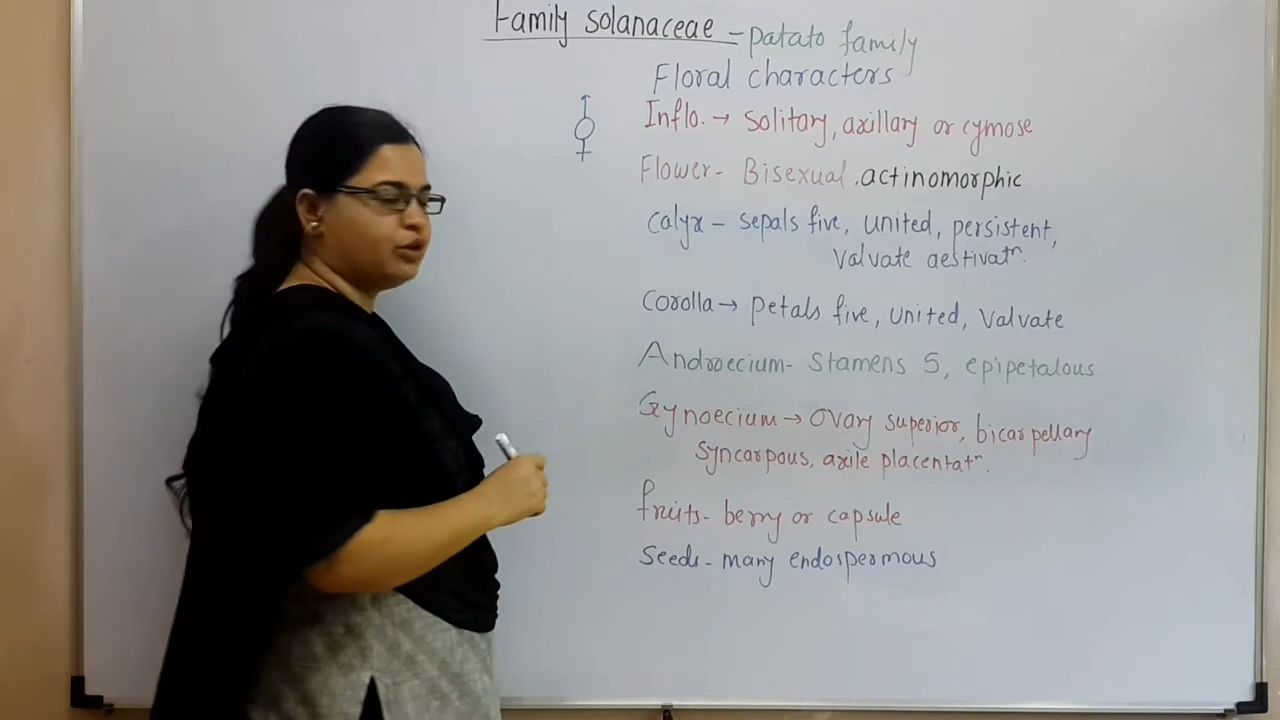 Family solanaceae - patato family
Floral characters
Inflo. → solitary, axillary or cymose
Flower - Bisexual . actinomorphic
Calyx - sepals five, united, persistent,
valvate aestivatⁿ.
Corolla → petals five, united, valvate
Androecium - stamens 5, epipetalous
Gynoecium → ovary superior, bicarpellary
syncarpous, axile placentatⁿ.
fruits - berry or capsule
Seeds - many endospermous